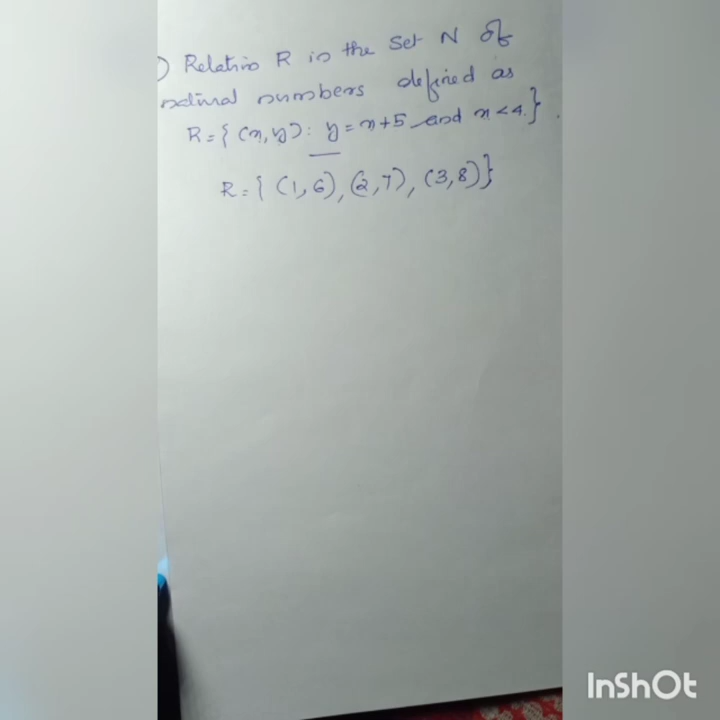 ) Relation R in the Set N of
natural numbers defined as
R = { (x, y) : y = x + 5 and x < 4. } .
R = { (1, 6), (2, 7), (3, 8) }
InShOt